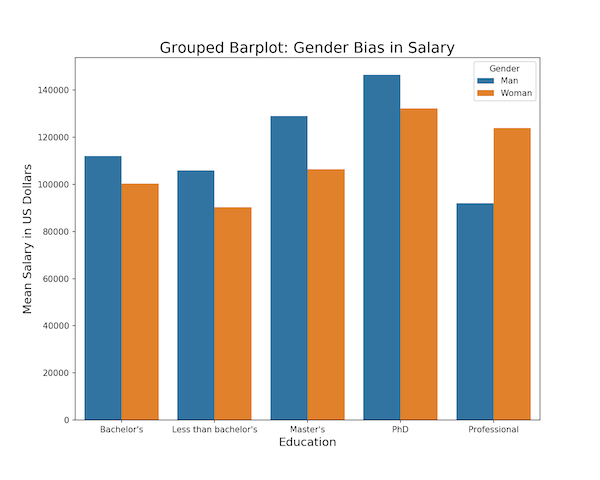 Grouped Barplot: Gender Bias in Salary
Gender
Man
Woman
Mean Salary in US Dollars
140000
120000
100000
80000
60000
40000
20000
0
Bachelor's
Less than bachelor's
Master's
PhD
Professional
Education